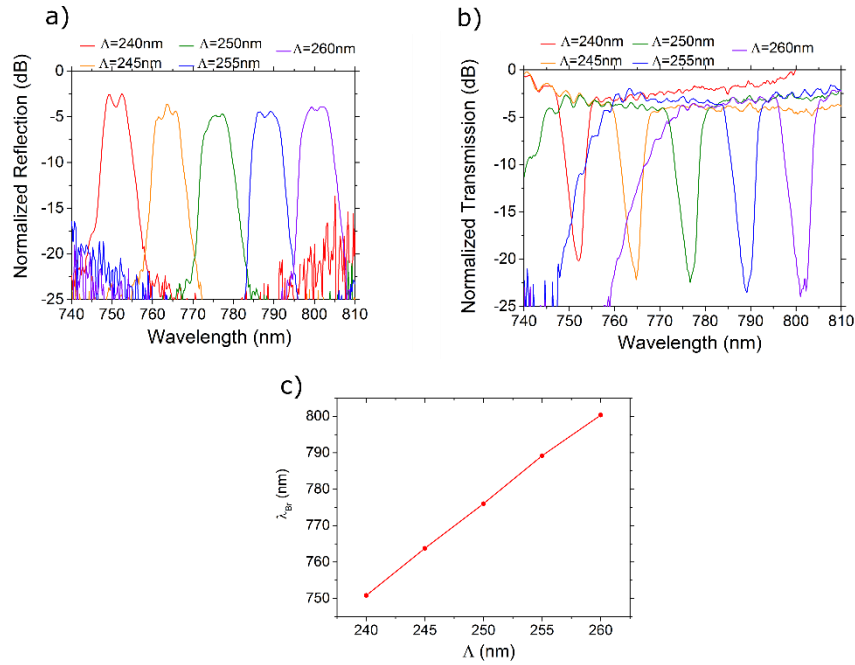 a)
Λ=240nm Λ=250nm Λ=260nm
Λ=245nm Λ=255nm
Normalized Reflection (dB)
0
-5
-10
-15
-20
-25
740 750 760 770 780 790 800 810
Wavelength (nm)
b)
Λ=240nm Λ=250nm Λ=260nm
Λ=245nm Λ=255nm
Normalized Transmission (dB)
0
-5
-10
-15
-20
-25
740 750 760 770 780 790 800 810
Wavelength (nm)
c)
λBr (nm)
800
790
780
770
760
750
240 245 250 255 260
Λ (nm)